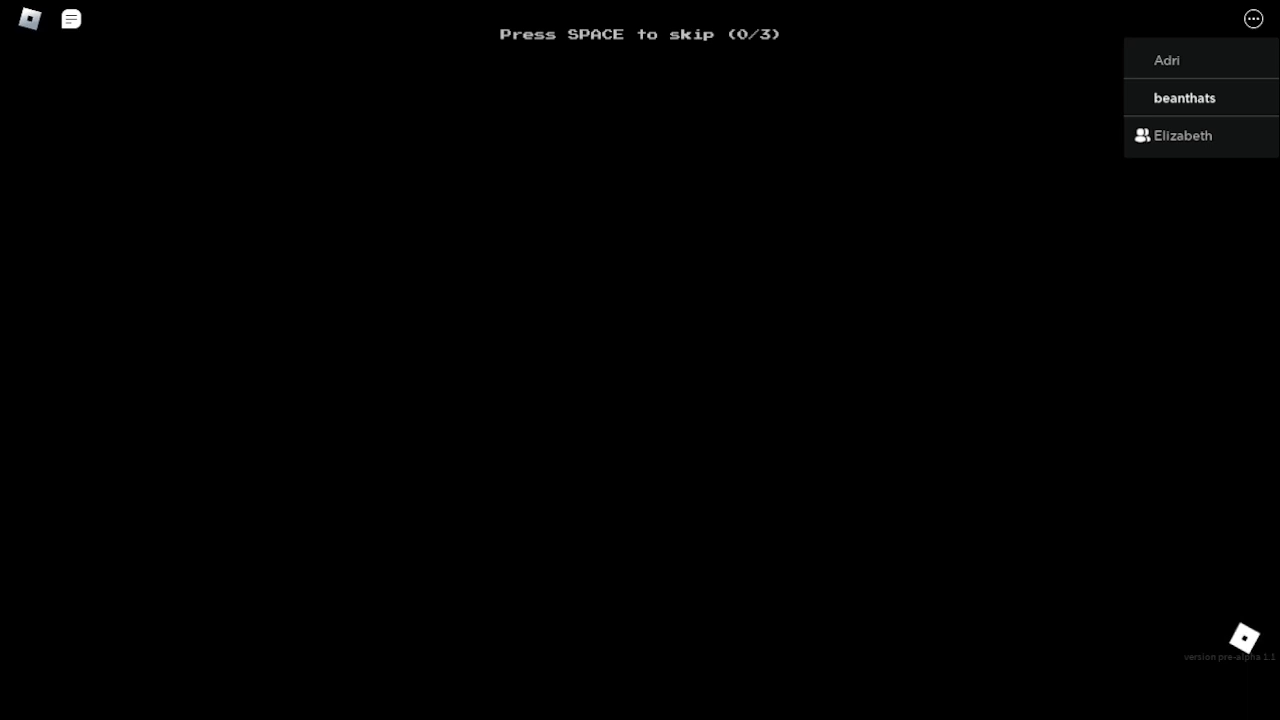 Press SPACE to skip (0/3)
Adri
beanthats
Elizabeth
version pre-alpha 1.1